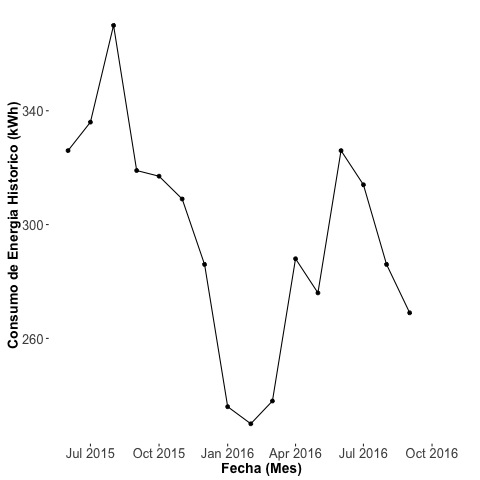 Consumo de Energia Historico (kWh)
340
300
260
Jul 2015 Oct 2015 Jan 2016 Apr 2016 Jul 2016 Oct 2016
Fecha (Mes)